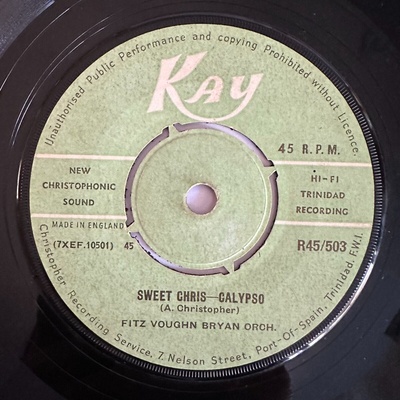 Unauthorised Public Performance and copying Prohibited without Licence.
Kay
45 R.P.M.
NEW
CHRISTOPHONIC
SOUND
HI-FI
TRINIDAD
RECORDING
MADE IN ENGLAND
(7XEF.10501) 45
R45/503
SWEET CHRIS—CALYPSO
(A. Christopher)
FITZ VOUGHN BRYAN ORCH.
Christopher Recording Service, 7 Nelson Street, Port-Of-Spain, Trinidad. F.W.I.